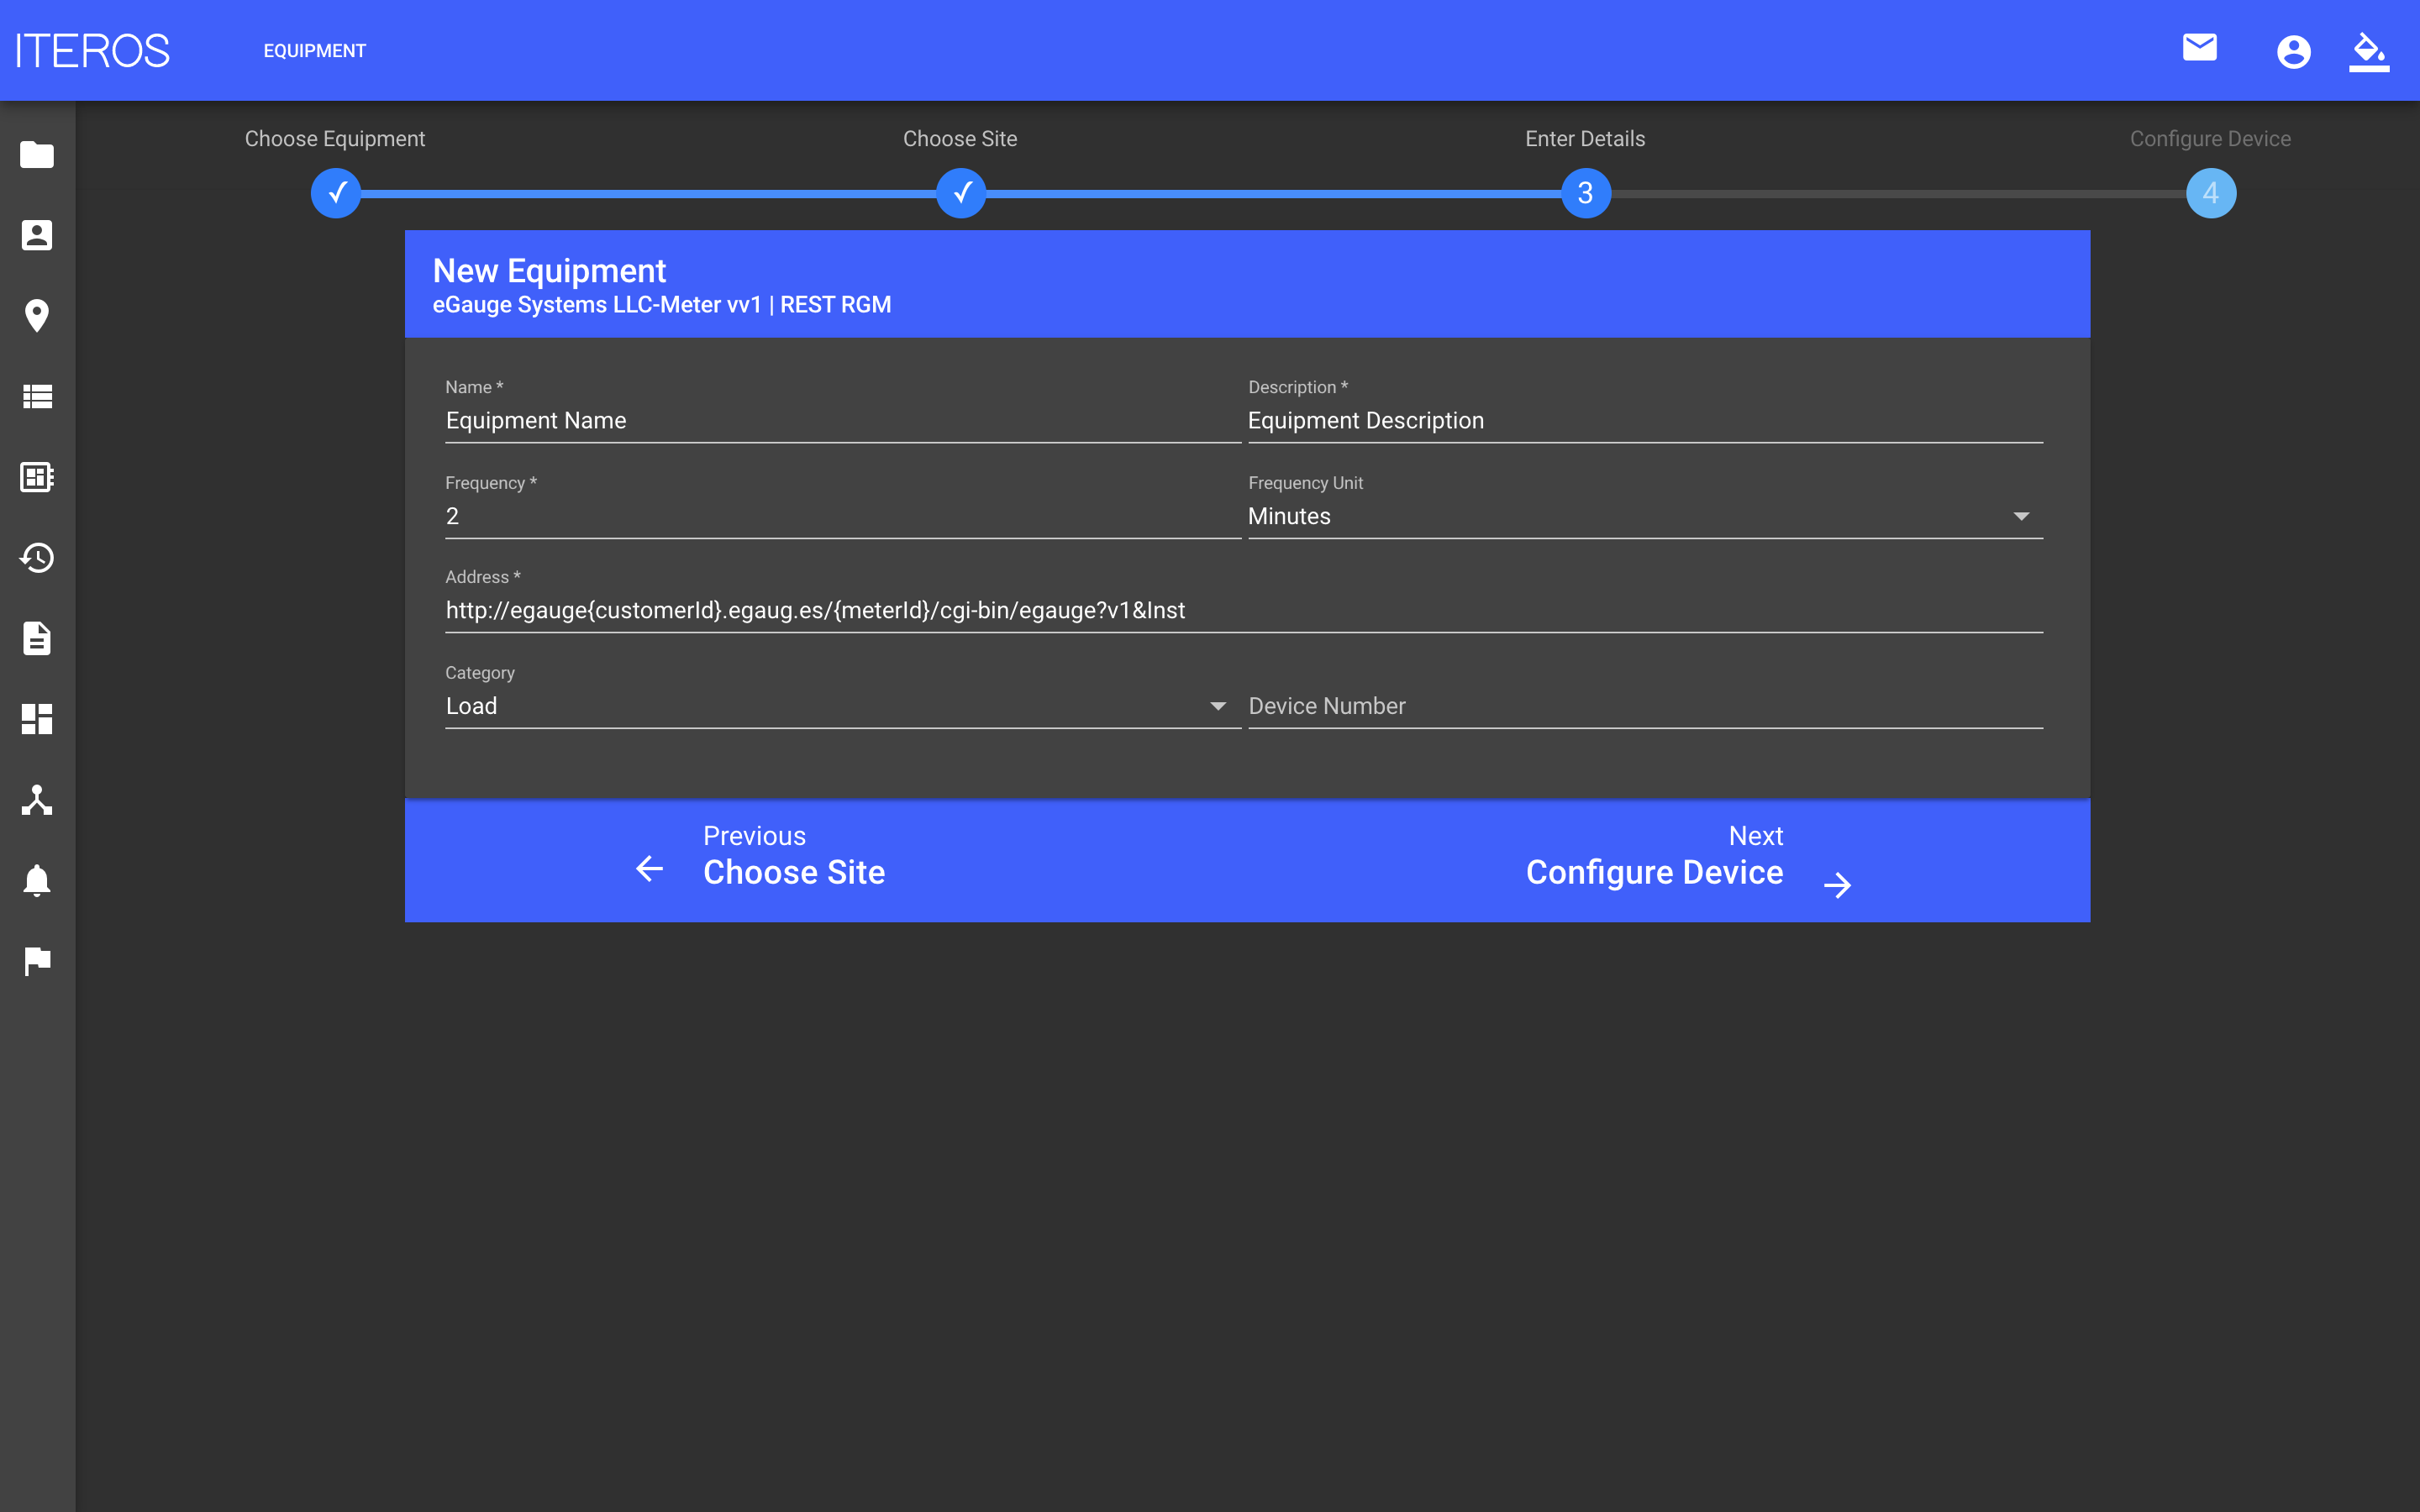 ITEROS
EQUIPMENT
Choose Equipment
Choose Site
Enter Details
Configure Device
3
4
New Equipment
eGauge Systems LLC-Meter vv1 | REST RGM
Name *
Description *
Equipment Name
Equipment Description
Frequency *
Frequency Unit
2
Minutes
Address *
http://egauge{customerId}.egaug.es/{meterId}/cgi-bin/egauge?v1&Inst
Category
Load
Device Number
Previous
Choose Site
Next
Configure Device